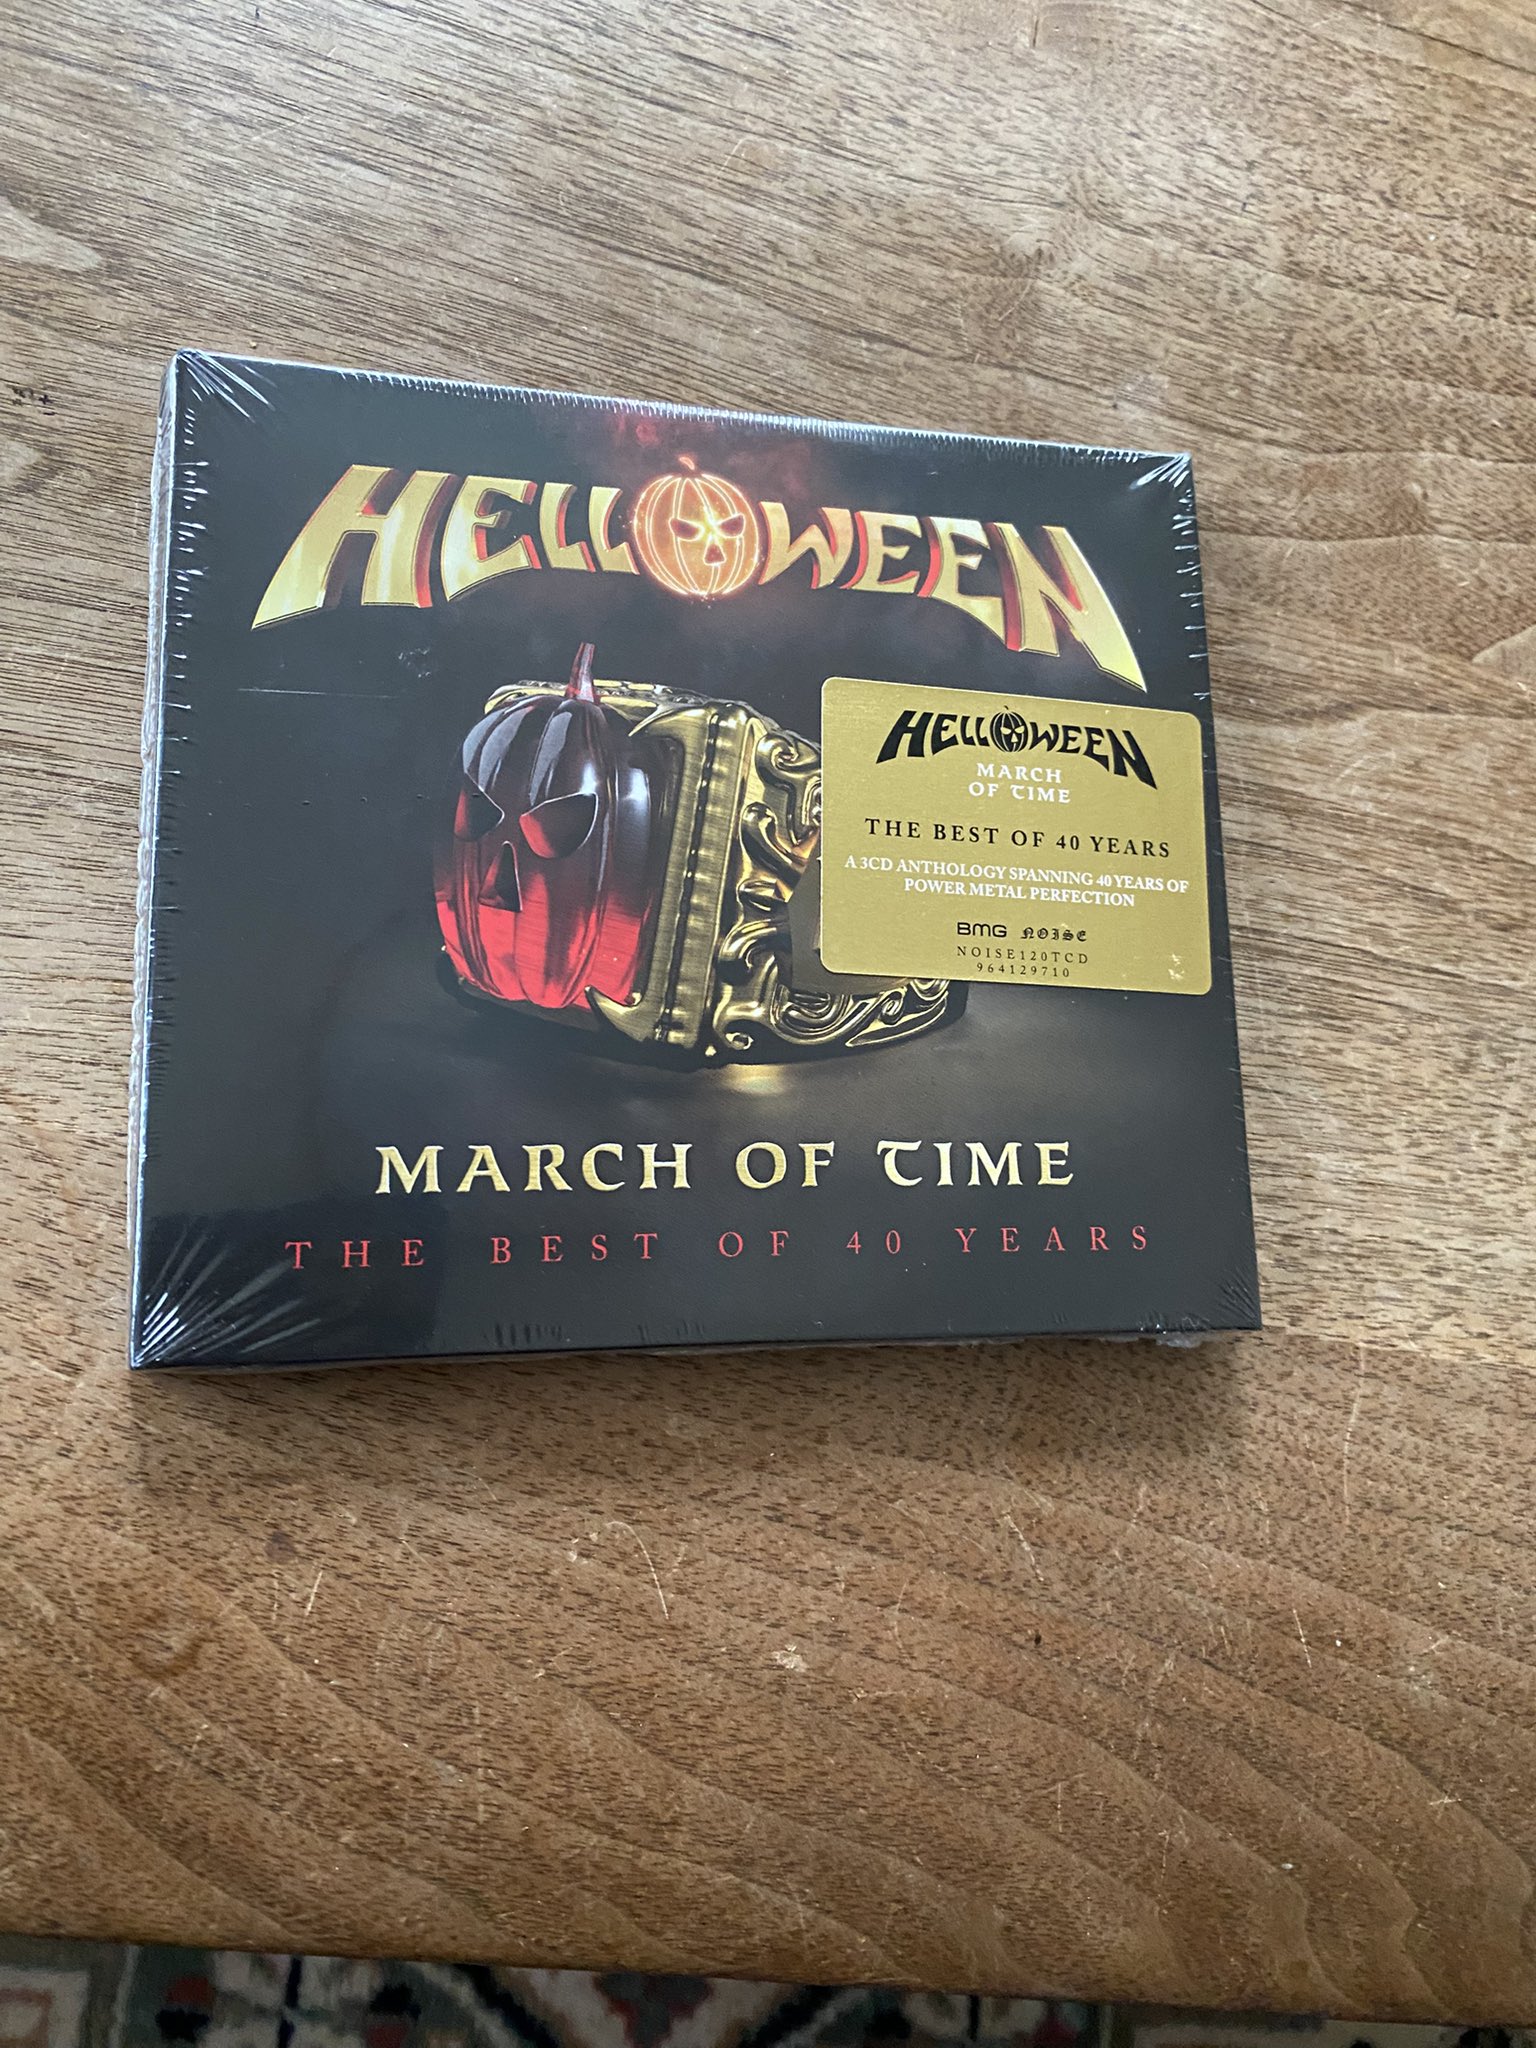 HELLOWEEN
HELLOWEEN
MARCH
OF TIME
THE BEST OF 40 YEARS
A 3CD ANTHOLOGY SPANNING 40 YEARS OF
POWER METAL PERFECTION
BMG NOISE
NOISE120TCD
964129710
MARCH OF TIME
THE BEST OF 40 YEARS